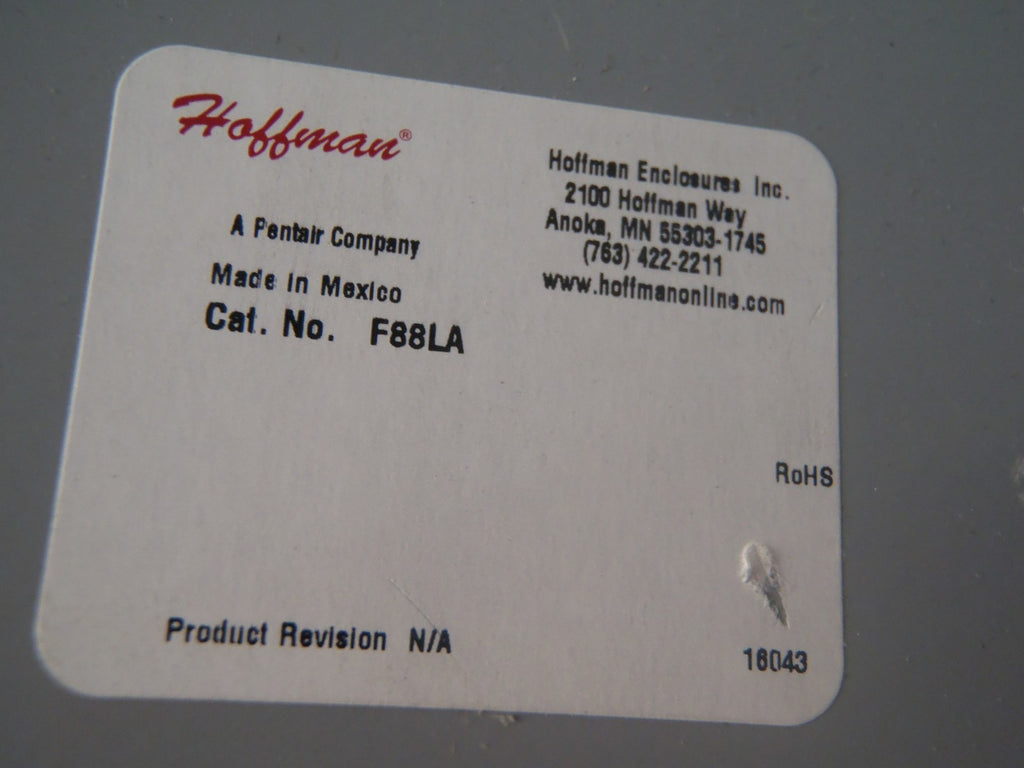 Hoffman®
A Pentair Company
Made in Mexico
Cat. No. F88LA
Hoffman Enclosures Inc.
2100 Hoffman Way
Anoka, MN 55303-1745
(763) 422-2211
www.hoffmanonline.com
RoHS
Product Revision N/A
16043